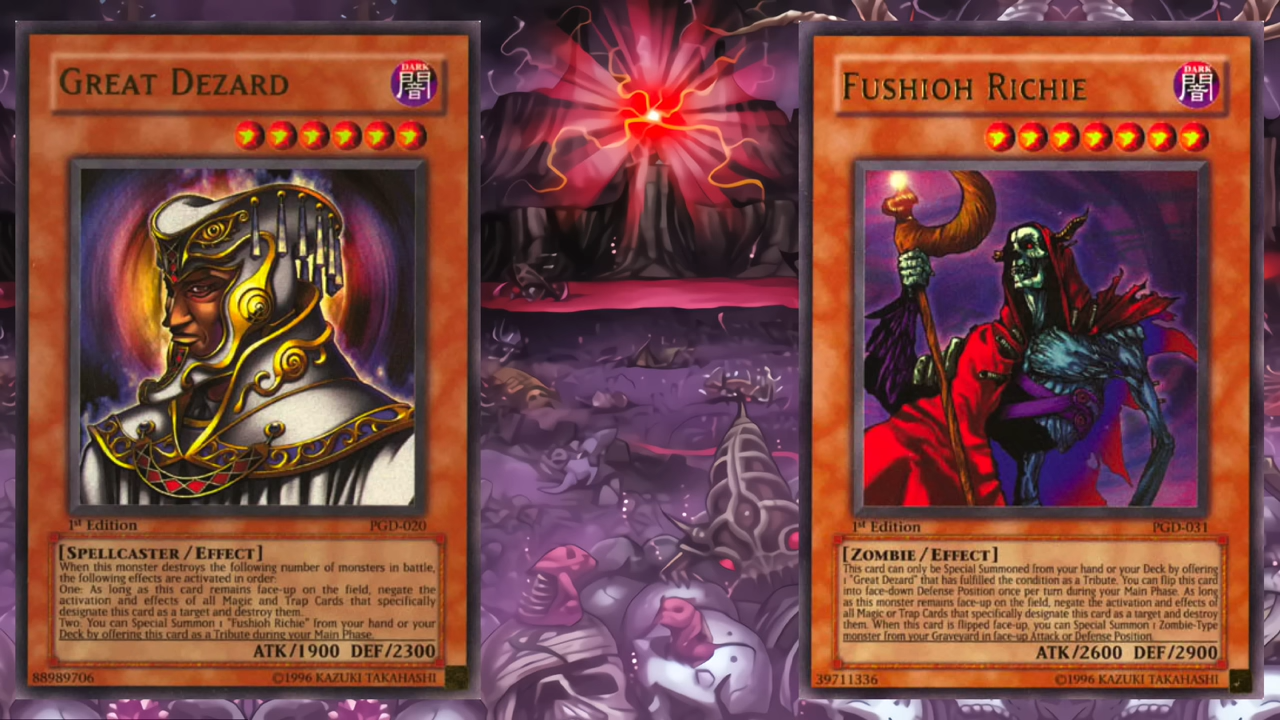 GREAT DEZARD
DARK
闇
1st Edition
PGD-020
[SPELLCASTER / EFFECT]
When this monster destroys the following number of monsters in battle,
the following effects are activated in order:
One: As long as this card remains face-up on the field, negate the
activation and effects of all Magic and Trap Cards that specifically
designate this card as a target and destroy them.
Two: You can Special Summon 1 "Fushioh Richie" from your hand or your
Deck by offering this card as a Tribute during your Main Phase.
ATK/1900 DEF/2300
88989706
©1996 KAZUKI TAKAHASHI
FUSHIOH RICHIE
DARK
闇
1st Edition
PGD-031
[ZOMBIE / EFFECT]
This card can only be Special Summoned from your hand or your Deck by offering
1 "Great Dezard" that has fulfilled the condition as a Tribute. You can flip this card
into face-down Defense Position once per turn during your Main Phase. As long
as this monster remains face-up on the field, negate the activation and effects of
all Magic or Trap Cards that specifically designate this card as a target and destroy
them. When this card is flipped face-up, you can Special Summon 1 Zombie-Type
monster from your Graveyard in face-up Attack or Defense Position.
ATK/2600 DEF/2900
39711336
©1996 KAZUKI TAKAHASHI